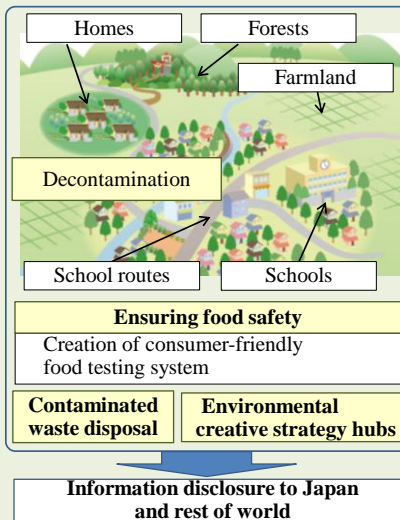 Homes
Forests
Farmland
Decontamination
School routes
Schools
Ensuring food safety
Creation of consumer-friendly
food testing system
Contaminated
waste disposal
Environmental
creative strategy hubs
Information disclosure to Japan
and rest of world